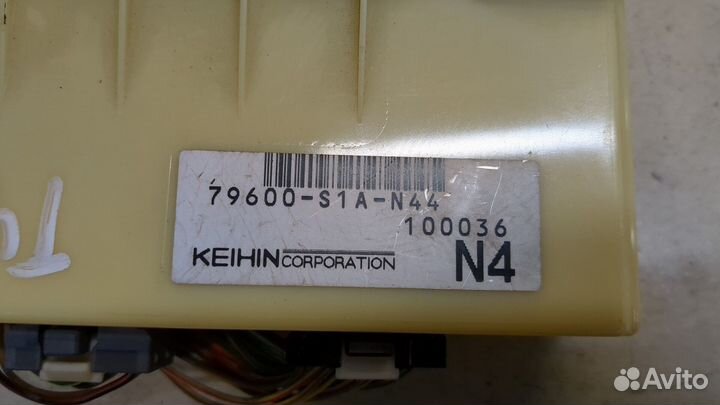 79600-S1A-N44
100036
KEIHIN CORPORATION
N4
Avito